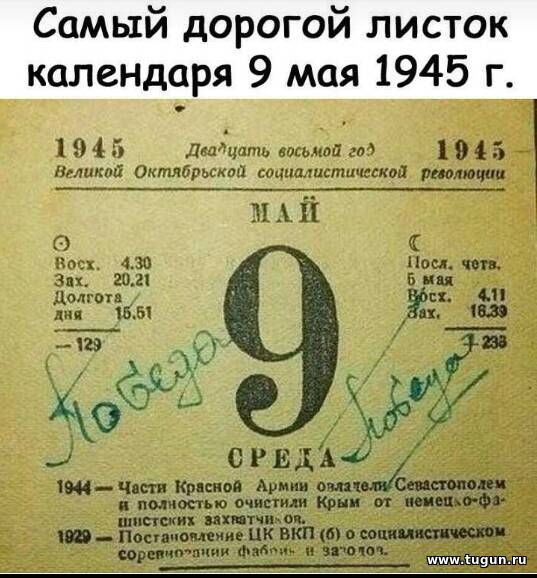 Самый дорогой листок
календаря 9 мая 1945 г.
1945 Двадцать восьмой год 1945
Великой Октябрьской социалистической революции
МАЙ
Восх. 4.30
Зах. 20.21
Долгота
дня 15.51
— 129
9
Посл. четв.
5 мая
Восх. 4.11
Зах. 16.39
+ 236
Победа
Победа
СРЕДА
1944 — Части Красной Армии овладели Севастополем
и полностью очистили Крым от немецко-фа-
шистских захватчиков.
1929 — Постановление ЦК ВКП (б) о социалистическом
соревновании фабрик и заводов.
www.tugun.ru